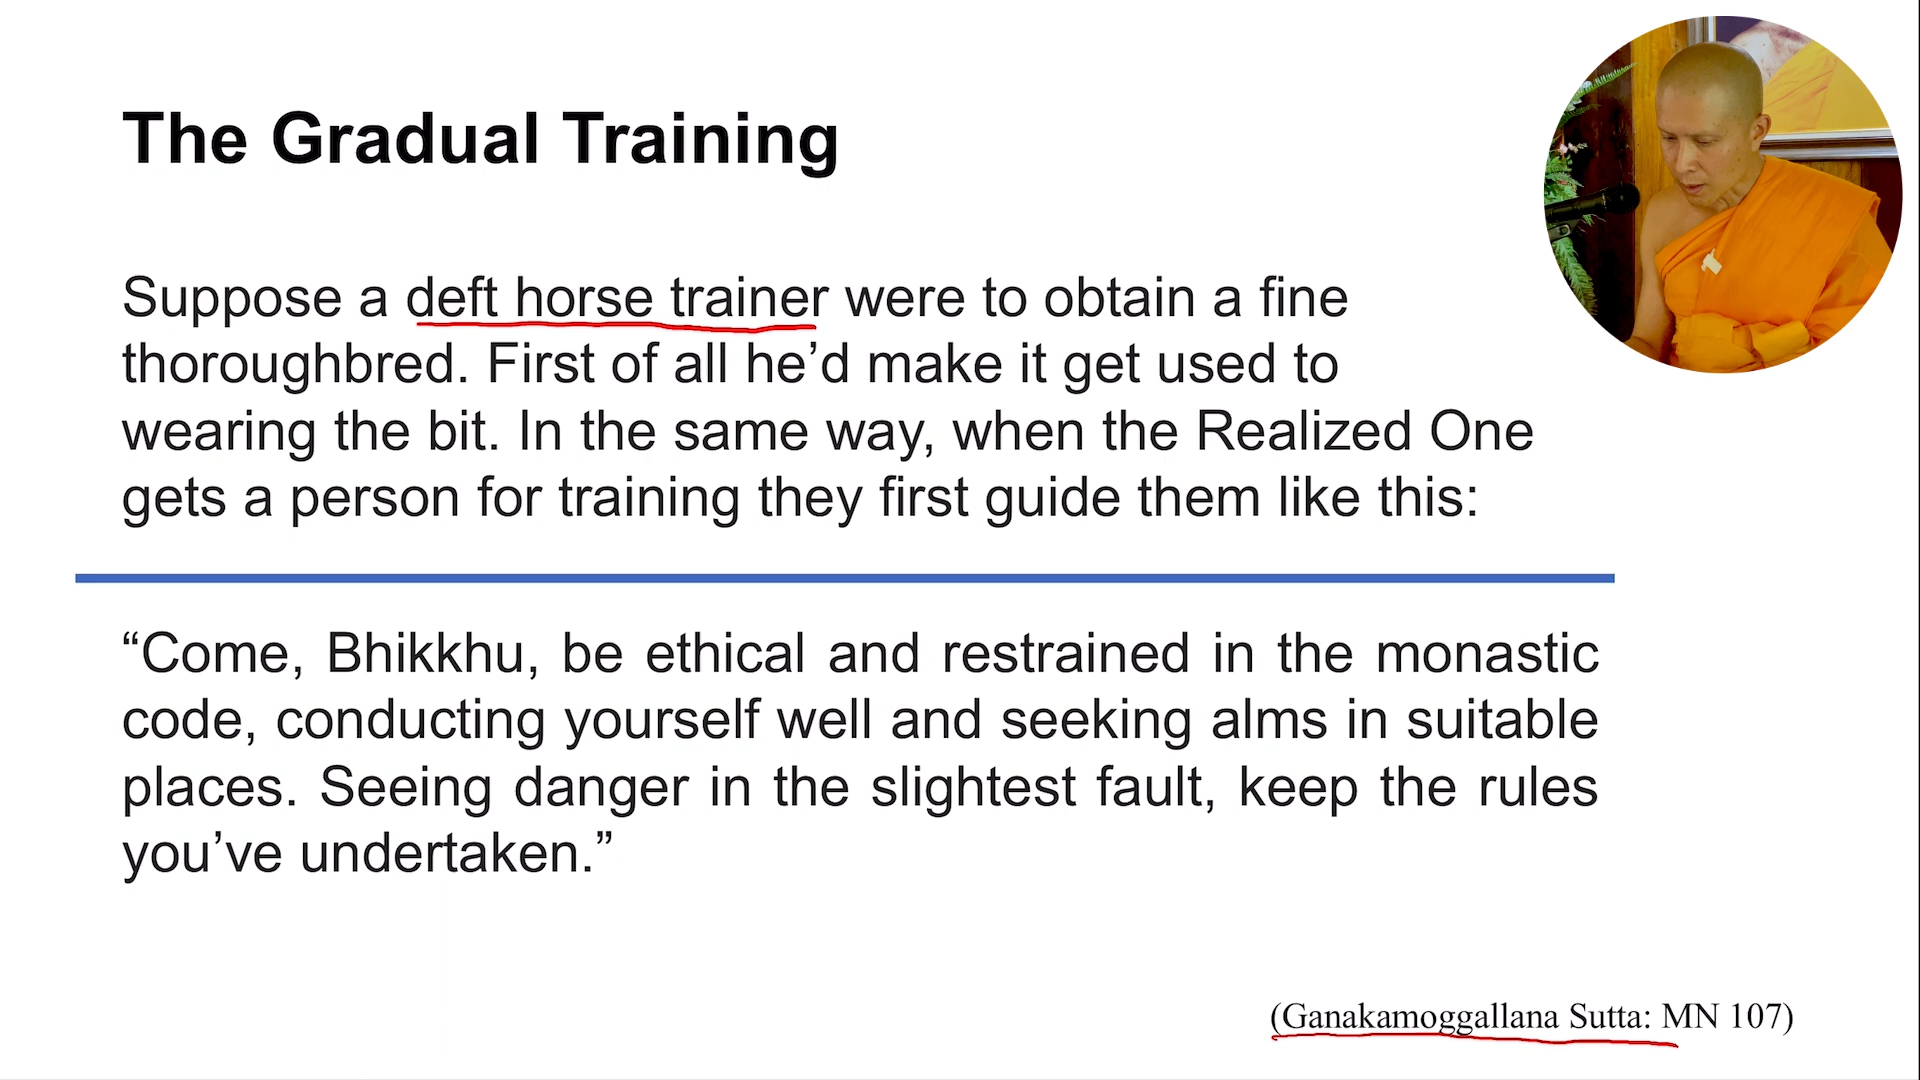 The Gradual Training
Suppose a deft horse trainer were to obtain a fine
thoroughbred. First of all he’d make it get used to
wearing the bit. In the same way, when the Realized One
gets a person for training they first guide them like this:
“Come, Bhikkhu, be ethical and restrained in the monastic
code, conducting yourself well and seeking alms in suitable
places. Seeing danger in the slightest fault, keep the rules
you’ve undertaken.”
(Ganakamoggallana Sutta: MN 107)